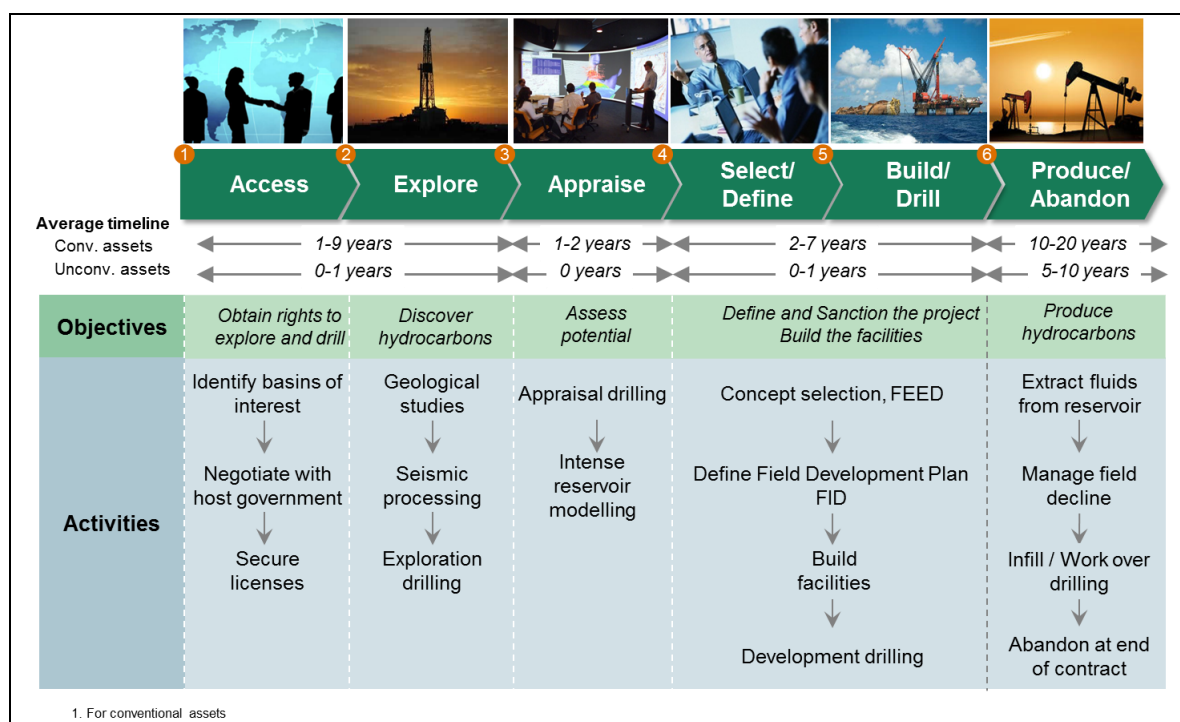 1
2
3
4
5
6
Access
Explore
Appraise
Select/
Define
Build/
Drill
Produce/
Abandon
Average timeline
Conv. assets
1-9 years
1-2 years
2-7 years
10-20 years
Unconv. assets
0-1 years
0 years
0-1 years
5-10 years
Objectives
Obtain rights to
explore and drill
Discover
hydrocarbons
Assess
potential
Define and Sanction the project
Build the facilities
Produce
hydrocarbons
Activities
Identify basins of
interest
Negotiate with
host government
Secure
licenses
Geological
studies
Seismic
processing
Exploration
drilling
Appraisal drilling
Intense
reservoir
modelling
Concept selection, FEED
Define Field Development Plan
FID
Build
facilities
Development drilling
Extract fluids
from reservoir
Manage field
decline
Infill / Work over
drilling
Abandon at end
of contract
1. For conventional assets